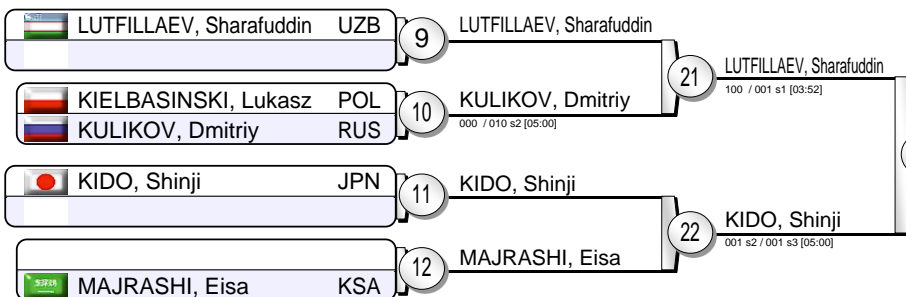 LUTFILLAEV, Sharafuddin UZB
9
LUTFILLAEV, Sharafuddin
21
LUTFILLAEV, Sharafuddin
100 / 001 s1 [03:52]
KIELBASINSKI, Lukasz POL
KULIKOV, Dmitriy RUS
10
KULIKOV, Dmitriy
000 / 010 s2 [05:00]
KIDO, Shinji JPN
11
KIDO, Shinji
22
KIDO, Shinji
001 s2 / 001 s3 [05:00]
MAJRASHI, Eisa KSA
12
MAJRASHI, Eisa